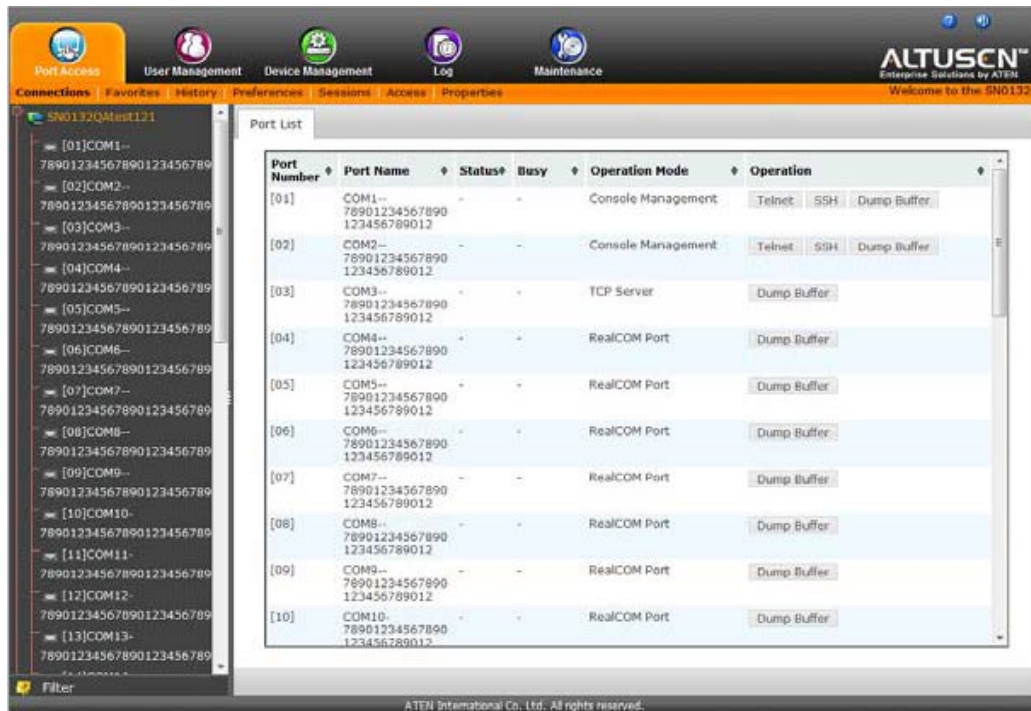 ALTUSEN™
Enterprise Solutions by ATEN
Port Access User Management Device Management Log Maintenance
Connections Favorites History Preferences Sessions Access Properties Welcome to the SN0132
SN0132QAtest121
[01]COM1--
78901234567890123456789
[02]COM2--
78901234567890123456789
[03]COM3--
78901234567890123456789
[04]COM4--
78901234567890123456789
[05]COM5--
78901234567890123456789
[06]COM6--
78901234567890123456789
[07]COM7--
78901234567890123456789
[08]COM8--
78901234567890123456789
[09]COM9--
78901234567890123456789
[10]COM10-
78901234567890123456789
[11]COM11-
78901234567890123456789
[12]COM12-
78901234567890123456789
[13]COM13-
78901234567890123456789
Filter
Port List
Port Number Port Name Status Busy Operation Mode Operation
[01] COM1-- - - Console Management Telnet SSH Dump Buffer
78901234567890
123456789012
[02] COM2-- - - Console Management Telnet SSH Dump Buffer
78901234567890
123456789012
[03] COM3-- - - TCP Server Dump Buffer
78901234567890
123456789012
[04] COM4-- - - RealCOM Port Dump Buffer
78901234567890
123456789012
[05] COM5-- - - RealCOM Port Dump Buffer
78901234567890
123456789012
[06] COM6-- - - RealCOM Port Dump Buffer
78901234567890
123456789012
[07] COM7-- - - RealCOM Port Dump Buffer
78901234567890
123456789012
[08] COM8-- - - RealCOM Port Dump Buffer
78901234567890
123456789012
[09] COM9-- - - RealCOM Port Dump Buffer
78901234567890
123456789012
[10] COM10- - - RealCOM Port Dump Buffer
78901234567890
123456789012
ATEN International Co. Ltd. All rights reserved.